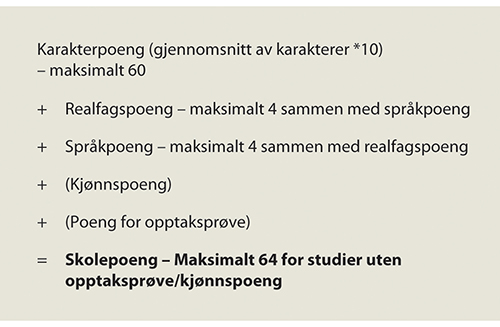 Karakterpoeng (gjennomsnitt av karakterer *10)
– maksimalt 60
+ Realfagspoeng – maksimalt 4 sammen med språkpoeng
+ Språkpoeng – maksimalt 4 sammen med realfagspoeng
+ (Kjønnspoeng)
+ (Poeng for opptaksprøve)
= Skolepoeng – Maksimalt 64 for studier uten
opptaksprøve/kjønnspoeng